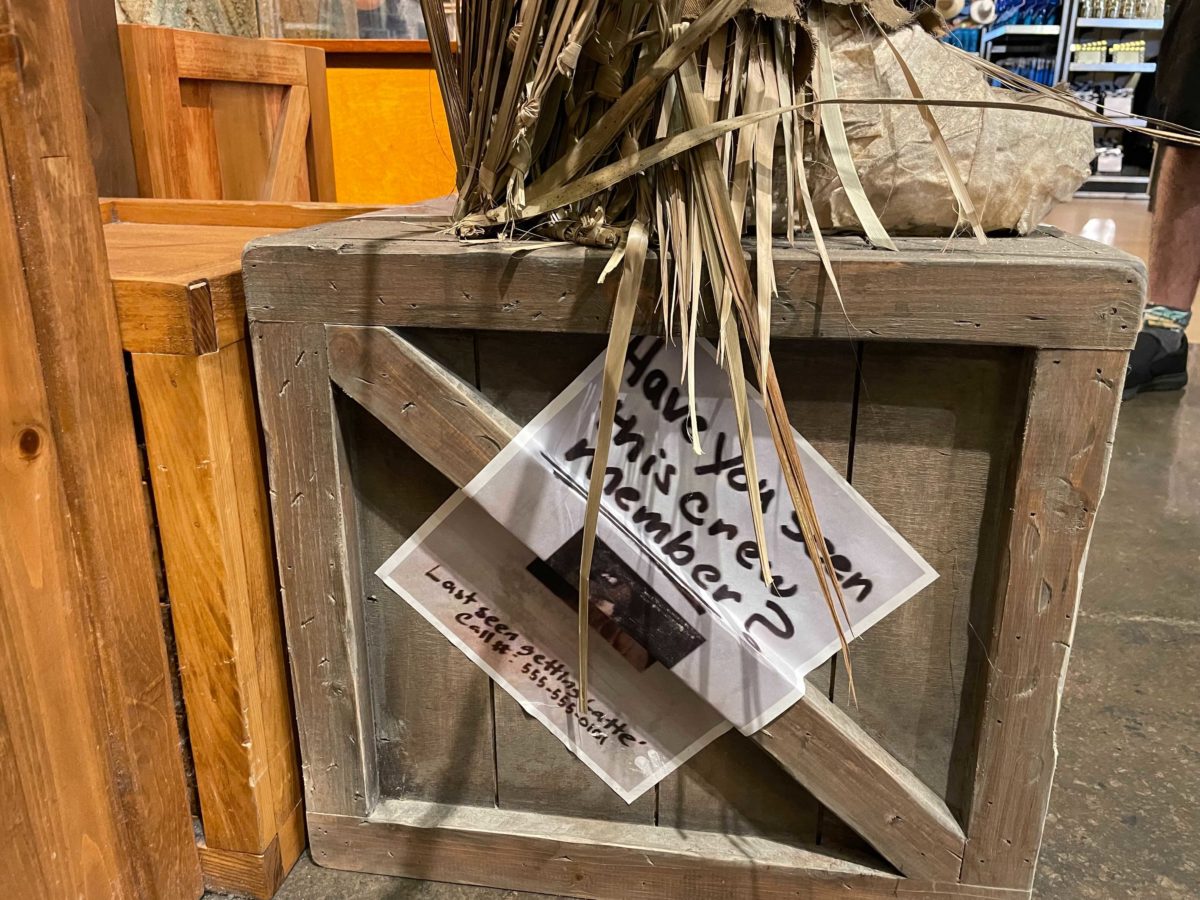 Have You Seen
this crew
member?
Last seen getting Latte'
Call #: 555-555-0101